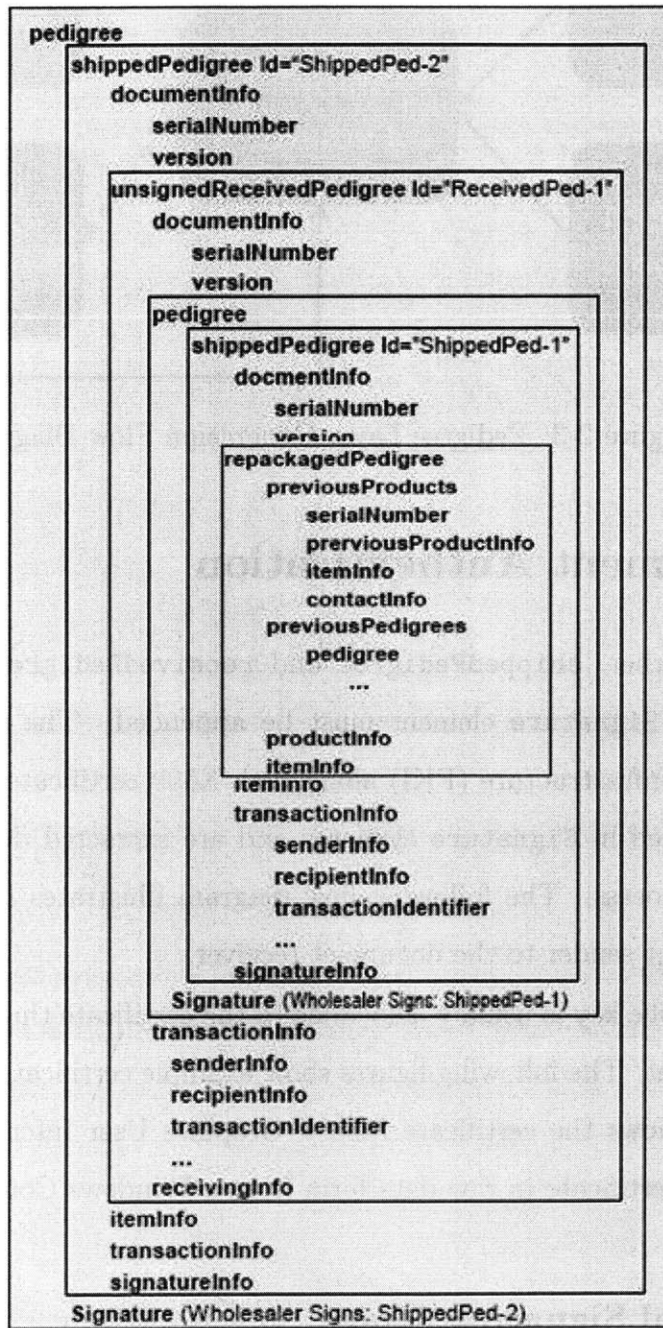 pedigree
shippedPedigree Id="ShippedPed-2"
documentInfo
serialNumber
version
unsignedReceivedPedigree Id="ReceivedPed-1"
documentInfo
serialNumber
version
pedigree
shippedPedigree Id="ShippedPed-1"
docmentInfo
serialNumber
version
repackagedPedigree
previousProducts
serialNumber
prerviousProductInfo
itemInfo
contactInfo
previousPedigrees
pedigree
...
productInfo
itemInfo
itemInfo
transactionInfo
senderInfo
recipientInfo
transactionIdentifier
...
signatureInfo
Signature (Wholesaler Signs: ShippedPed-1)
transactionInfo
senderInfo
recipientInfo
transactionIdentifier
...
receivingInfo
itemInfo
transactionInfo
signatureInfo
Signature (Wholesaler Signs: ShippedPed-2)